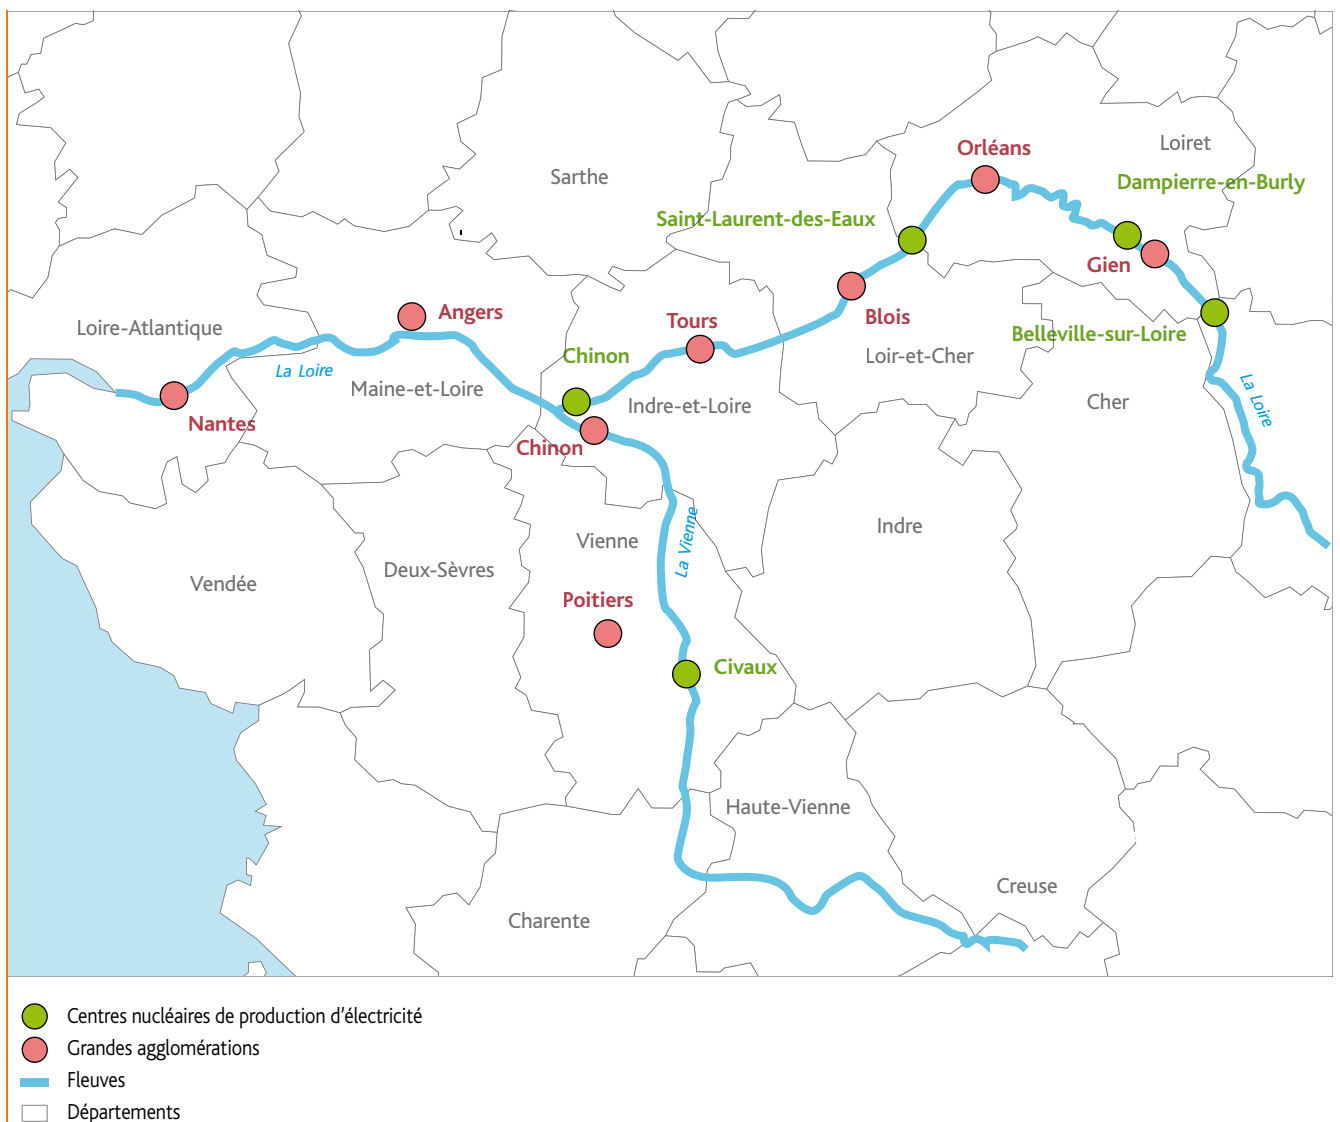 Orléans
Loiret
Sarthe
Dampierre-en-Burly
Saint-Laurent-des-Eaux
Gien
Angers
Loire-Atlantique
Tours
Blois
Belleville-sur-Loire
Chinon
Loir-et-Cher
La Loire
Maine-et-Loire
Indre-et-Loire
Cher
La Loire
Nantes
Chinon
Indre
Vienne
La Vienne
Deux-Sèvres
Vendée
Poitiers
Civaux
Haute-Vienne
Creuse
Charente
Centres nucléaires de production d'électricité
Grandes agglomérations
Fleuves
Départements